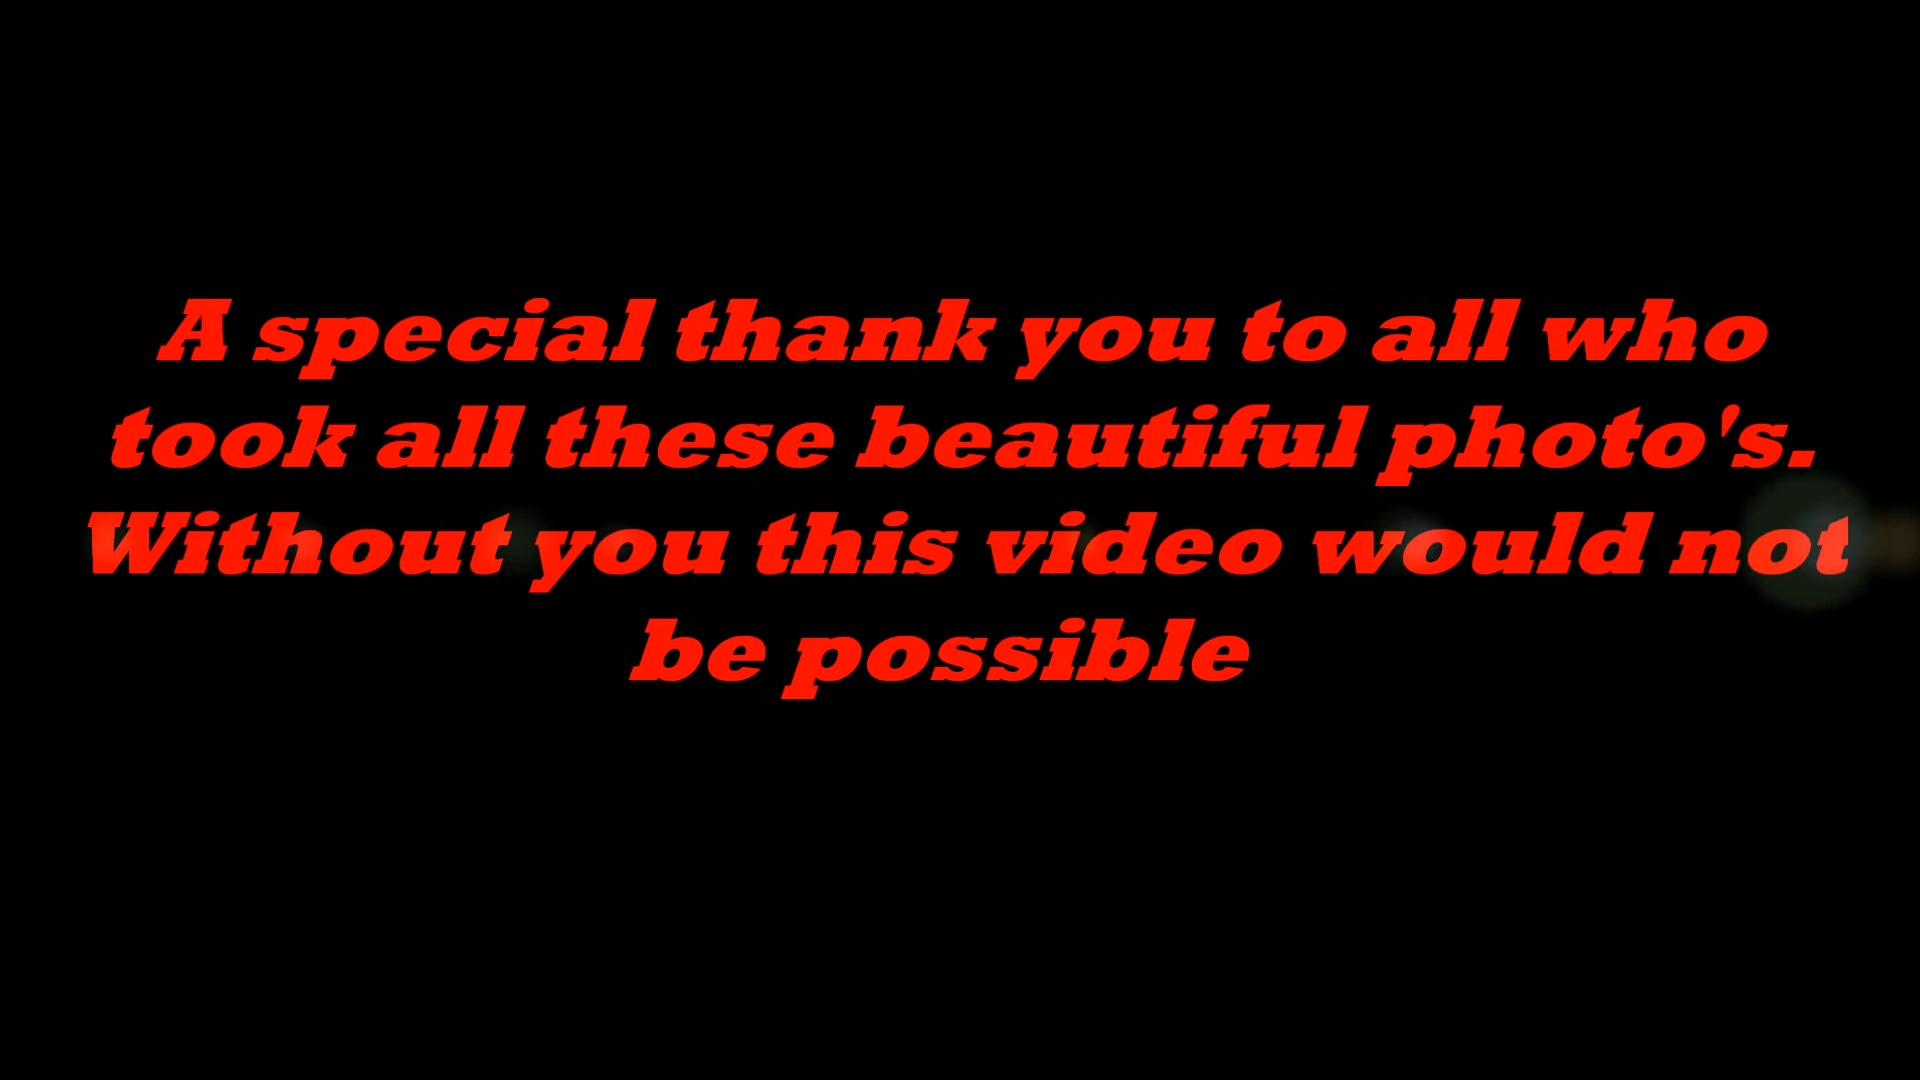 A special thank you to all who
took all these beautiful photo's.
Without you this video would not
be possible